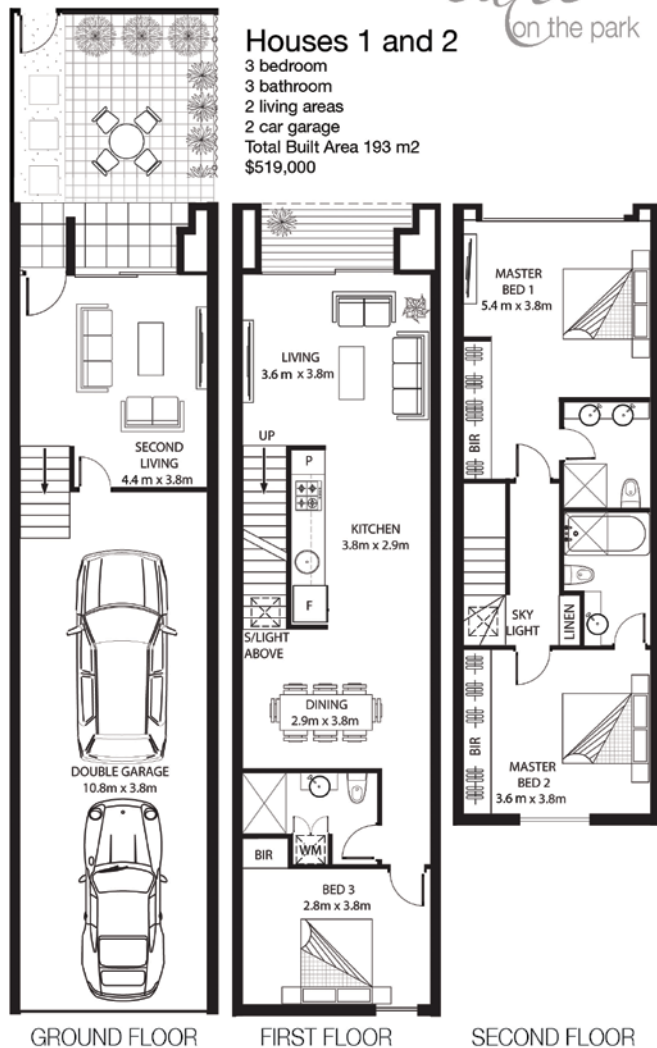 on the park
Houses 1 and 2
3 bedroom
3 bathroom
2 living areas
2 car garage
Total Built Area 193 m2
$519,000
SECOND
LIVING
4.4 m x 3.8m
DOUBLE GARAGE
10.8m x 3.8m
GROUND FLOOR
LIVING
3.6 m x 3.8m
UP
P
KITCHEN
3.8m x 2.9m
F
S/LIGHT
ABOVE
DINING
2.9m x 3.8m
WM
BIR
BED 3
2.8m x 3.8m
FIRST FLOOR
MASTER
BED 1
5.4 m x 3.8m
BIR
SKY
LIGHT
LINEN
BIR
MASTER
BED 2
3.6 m x 3.8m
SECOND FLOOR